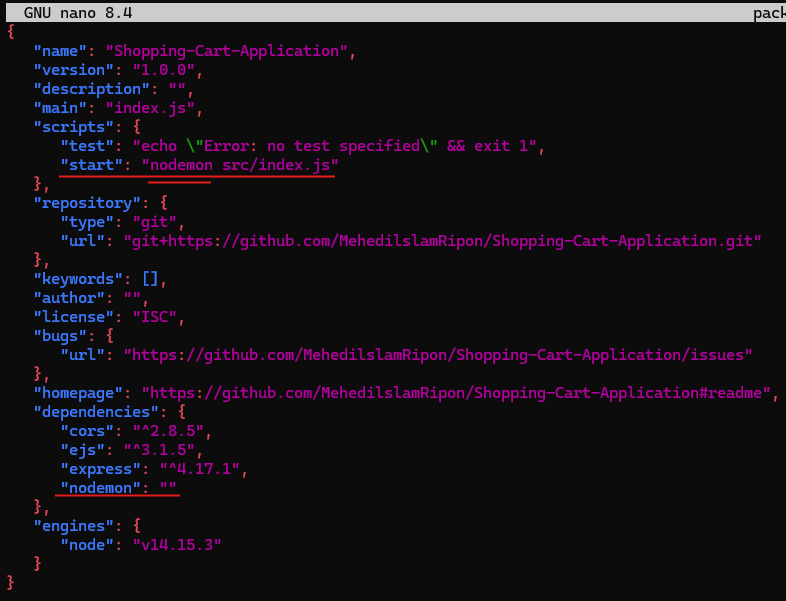 GNU nano 8.4 pack
{
"name": "Shopping-Cart-Application",
"version": "1.0.0",
"description": "",
"main": "index.js",
"scripts": {
"test": "echo \"Error: no test specified\" && exit 1",
"start": "nodemon src/index.js"
},
"repository": {
"type": "git",
"url": "git+https://github.com/MehedilslamRipon/Shopping-Cart-Application.git"
},
"keywords": [],
"author": "",
"license": "ISC",
"bugs": {
"url": "https://github.com/MehedilslamRipon/Shopping-Cart-Application/issues"
},
"homepage": "https://github.com/MehedilslamRipon/Shopping-Cart-Application#readme",
"dependencies": {
"cors": "^2.8.5",
"ejs": "^3.1.5",
"express": "^4.17.1",
"nodemon": ""
},
"engines": {
"node": "v14.15.3"
}
}